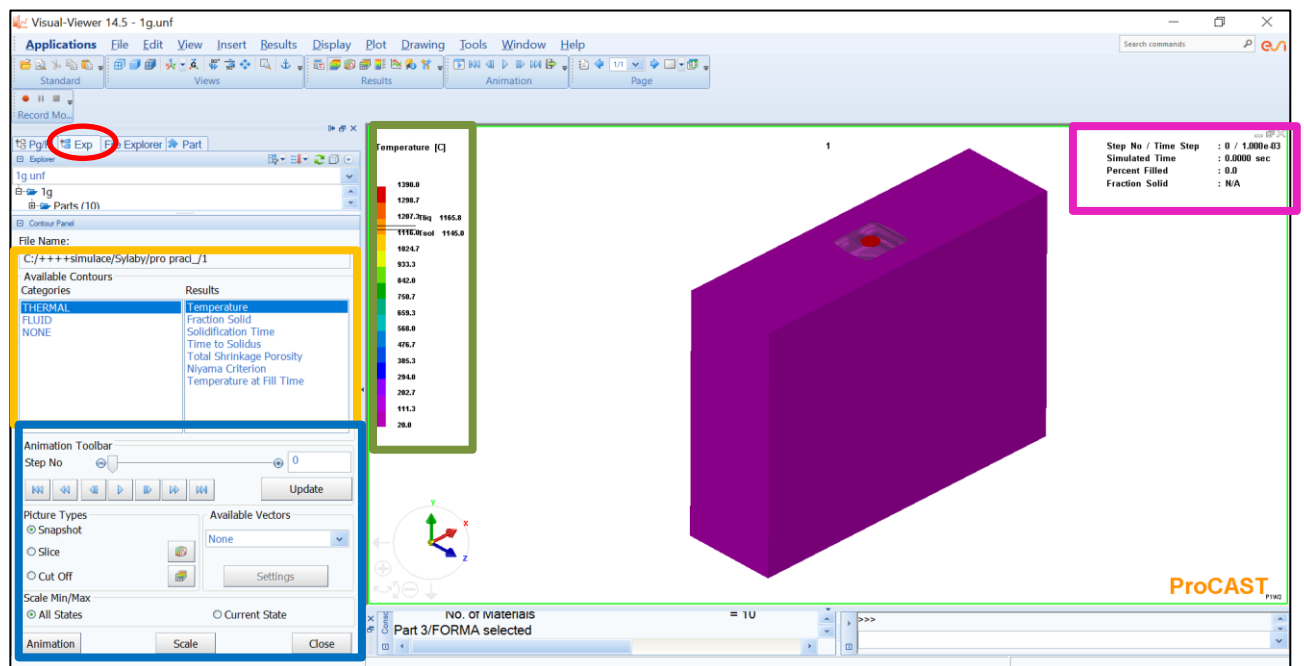 Visual-Viewer 14.5 - 1g.unf
Applications File Edit View Insert Results Display Plot Drawing Tools Window Help
Search commands
esi
1/1
Standard Views Results Animation Page
Record Mo...
Exp File Explorer Part
Explorer
1g.unf
1g
Parts (10)
Contour Panel
File Name:
C:/++++simulace/Sylaby/pro praci_/1
Available Contours
Categories Results
THERMAL Temperature
FLUID Fraction Solid
NONE Solidification Time
Time to Solidus
Total Shrinkage Porosity
Niyama Criterion
Temperature at Fill Time
Animation Toolbar
Step No 0
Update
Picture Types Available Vectors
Snapshot
None
Slice
Cut Off Settings
Scale Min/Max
All States Current State
Animation Scale Close
Temperature [C]
1390.0
1298.7
1207.3 Tliq 1165.8
1116.0 Tsol 1145.0
1024.7
933.3
842.0
750.7
659.3
568.0
476.7
385.3
294.0
202.7
111.3
20.0
1
Step No / Time Step : 0 / 1.000e-03
Simulated Time : 0.0000 sec
Percent Filled : 0.0
Fraction Solid : N/A
Y
X
Z
ProCAST
P1W2
No. of Materials = 10
Part 3/FORMA selected
>>>